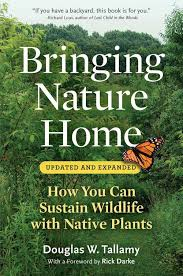 "If you have a backyard, this book is for you."
—Richard Louv, author of Last Child in the Woods
Bringing
Nature
Home
UPDATED AND EXPANDED
How You Can
Sustain Wildlife
with Native Plants
Douglas W. Tallamy
With a Foreword by Rick Darke